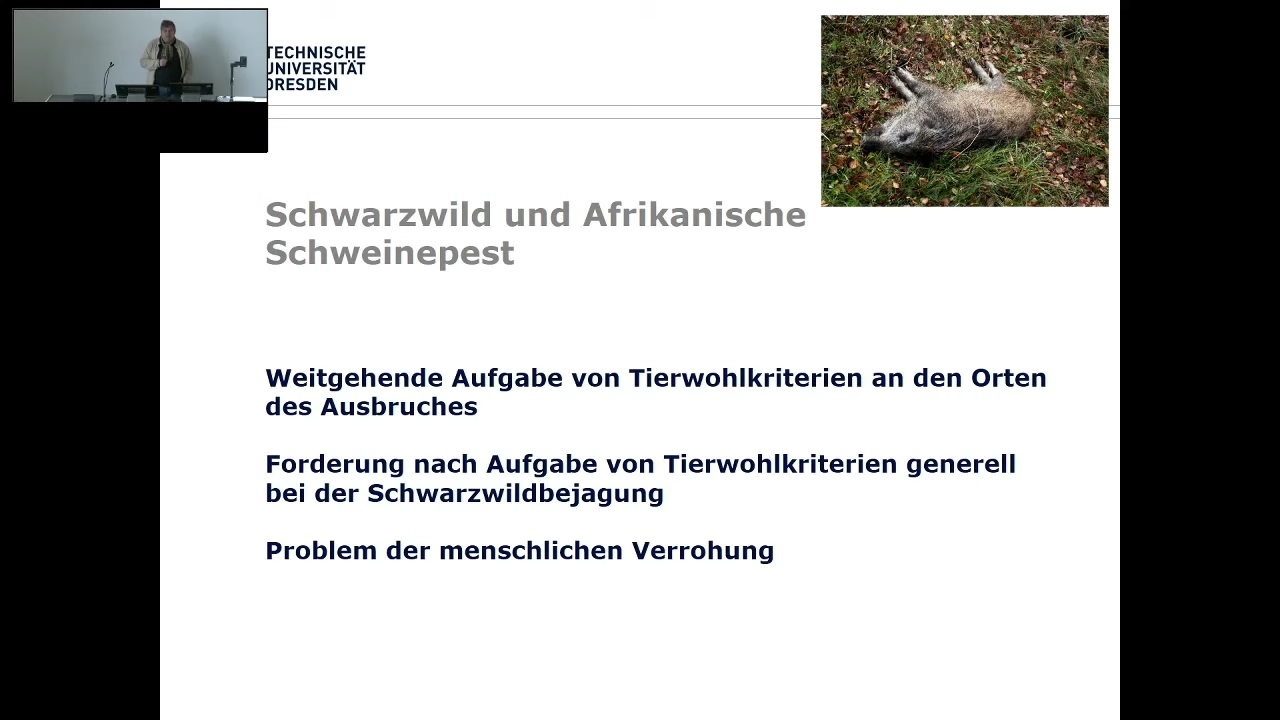 TECHNISCHE
UNIVERSITÄT
DRESDEN
Schwarzwild und Afrikanische
Schweinepest
Weitgehende Aufgabe von Tierwohlkriterien an den Orten
des Ausbruches
Forderung nach Aufgabe von Tierwohlkriterien generell
bei der Schwarzwildbejagung
Problem der menschlichen Verrohung